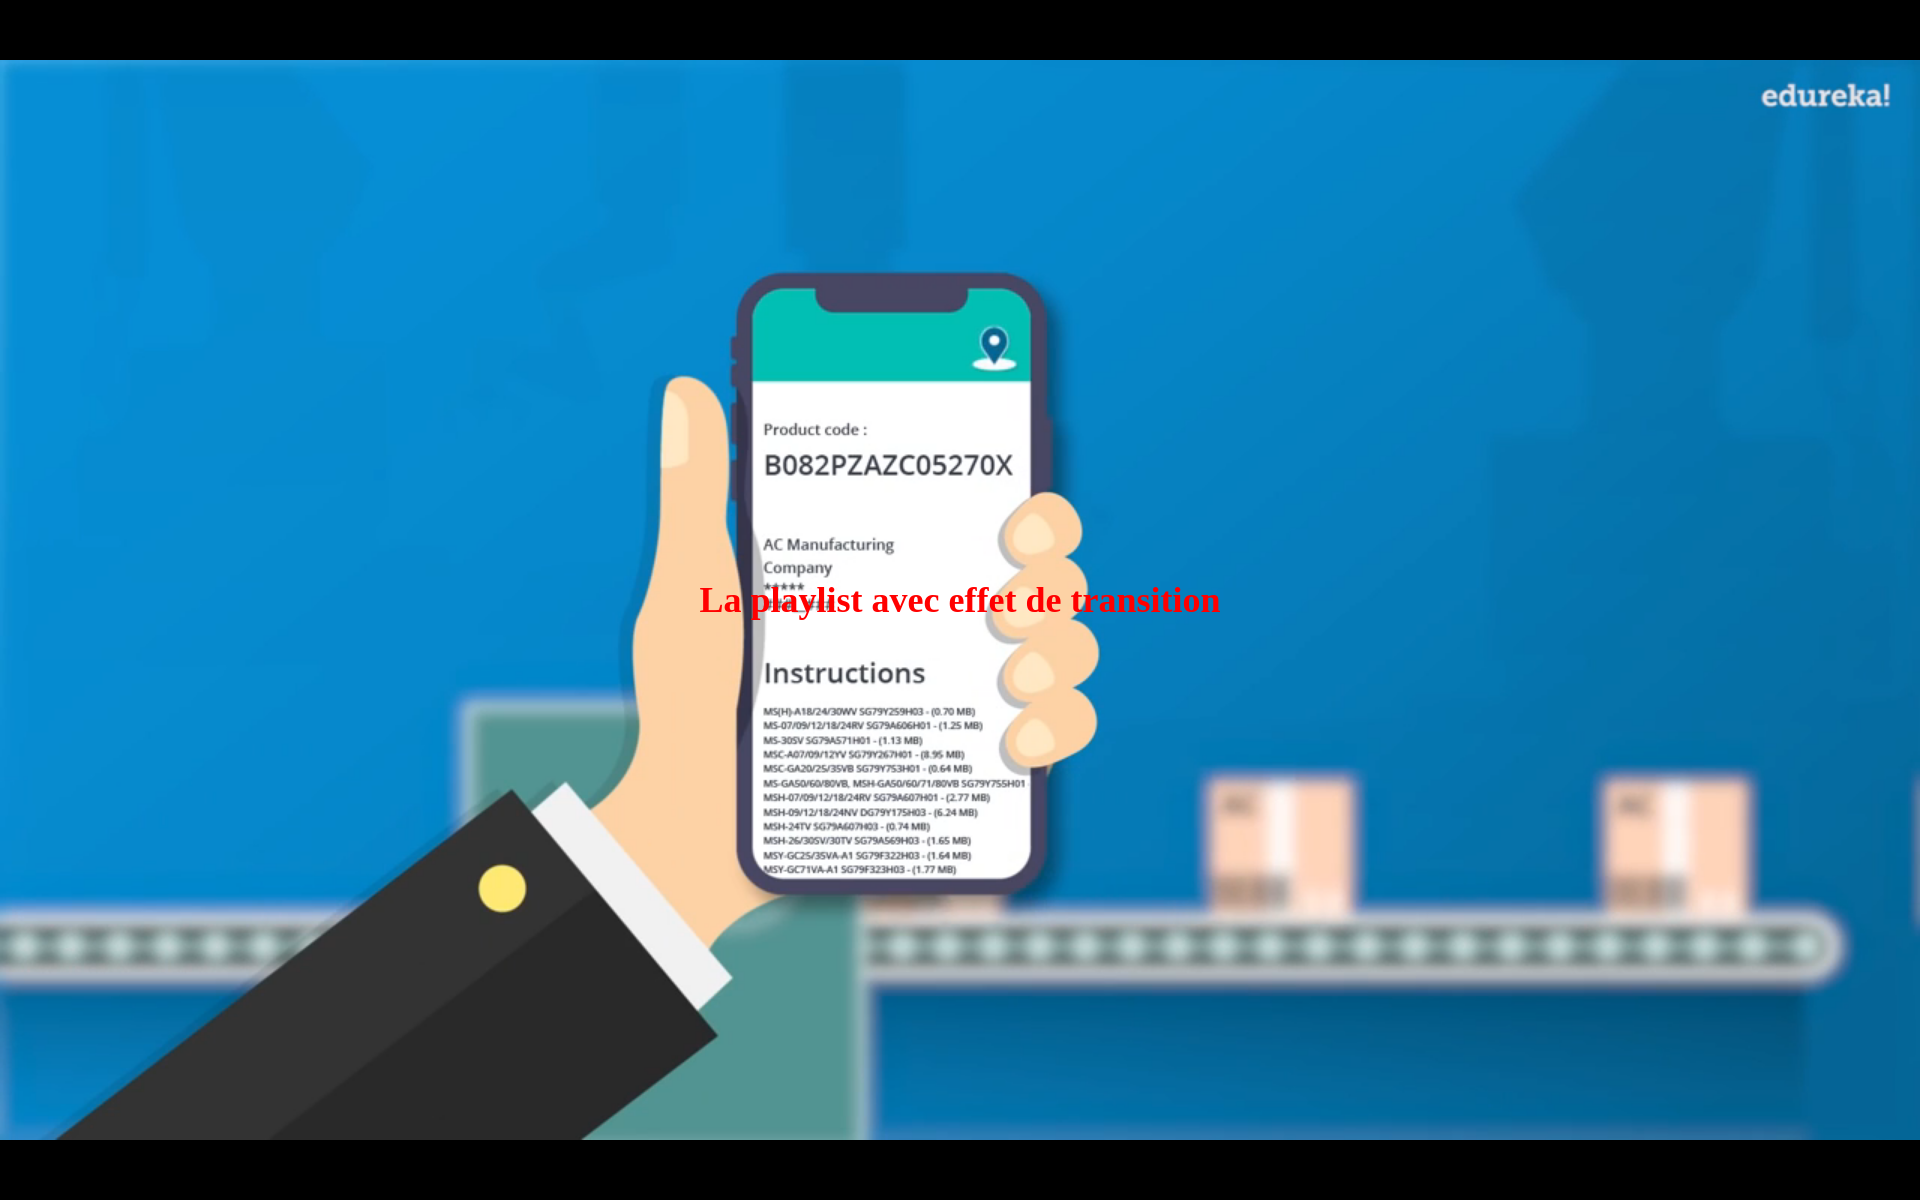 edureka!
Product code :
B082PZAZC05270X
AC Manufacturing
Company
*****
La playlist avec effet de transition
Instructions
MS(H)-A18/24/30WV SG79Y259H03 - (0.70 MB)
MS-07/09/12/18/24RV SG79A606H01 - (1.25 MB)
MS-30SV SG79A571H01 - (1.13 MB)
MSC-A07/09/12YV SG79Y267H01 - (8.95 MB)
MSC-GA20/25/35VB SG79Y753H01 - (0.64 MB)
MS-GA50/60/80VB, MSH-GA50/60/71/80VB SG79Y755H01
MSH-07/09/12/18/24RV SG79A607H01 - (2.77 MB)
MSH-09/12/18/24NV DG79Y175H03 - (6.24 MB)
MSH-24TV SG79A607H03 - (0.74 MB)
MSH-26/30SV/30TV SG79A569H03 - (1.65 MB)
MSY-GC25/35VA-A1 SG79F322H03 - (1.64 MB)
MSY-GC71VA-A1 SG79F323H03 - (1.77 MB)
AC
AC